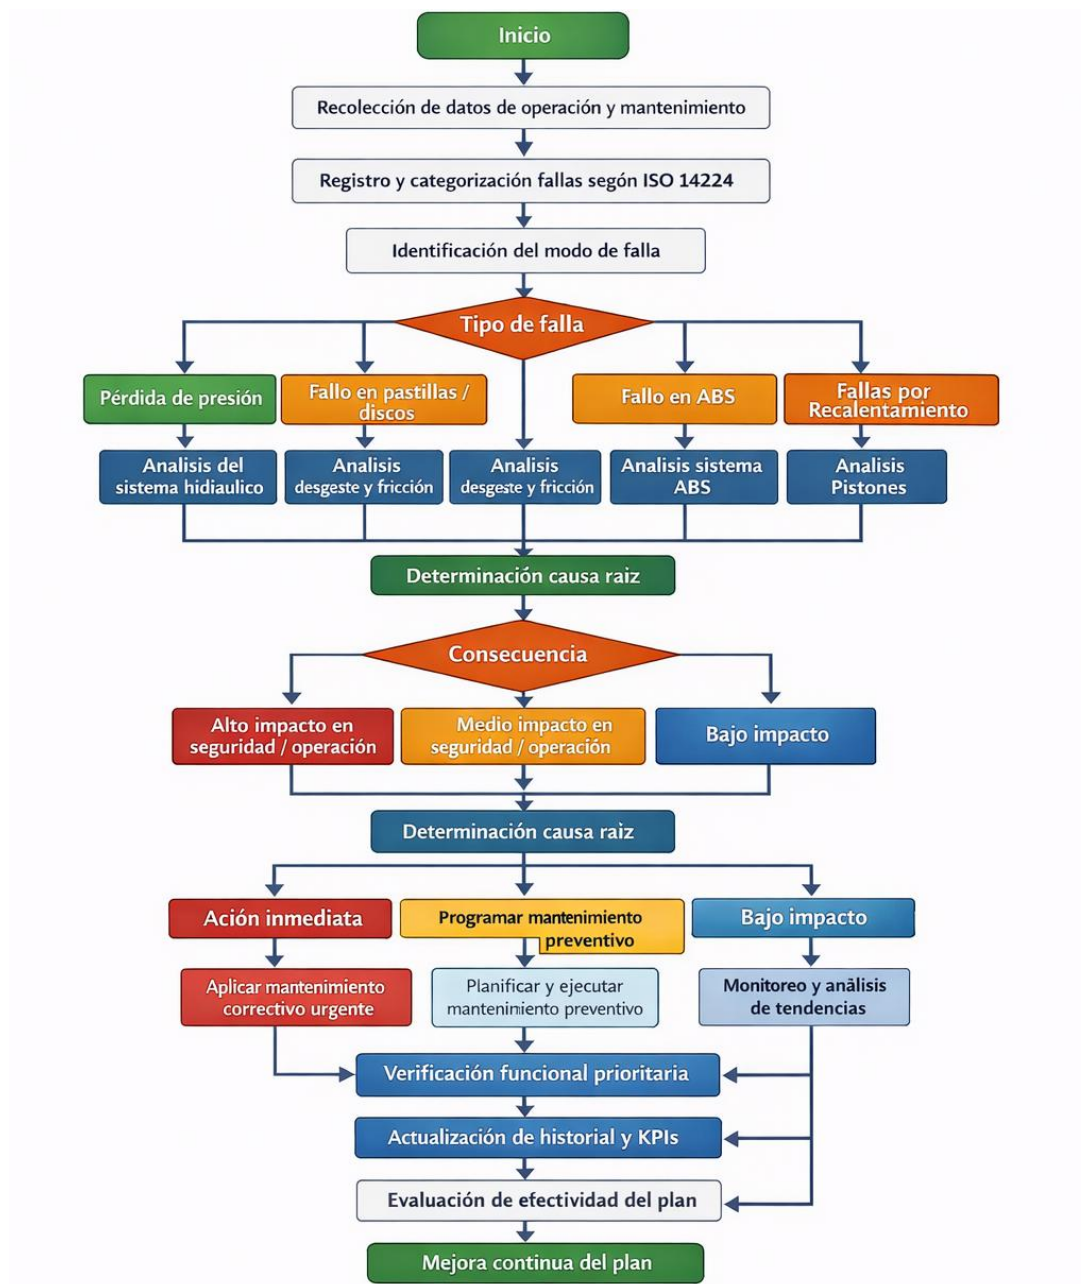 Inicio
Recolección de datos de operación y mantenimiento
Registro y categorización fallas según ISO 14224
Identificación del modo de falla
Tipo de falla
Pérdida de presión
Fallo en pastillas /
discos
Fallo en ABS
Fallas por
Recalentamiento
Analisis del
sistema hidiaulico
Analisis
desgeste y fricción
Analisis
desgeste y fricción
Analisis sistema
ABS
Analisis
Pistones
Determinación causa raiz
Consecuencia
Alto impacto en
seguridad / operación
Medio impacto en
seguridad / operación
Bajo impacto
Determinación causa raiz
Ación inmediata
Programar mantenimiento
preventivo
Bajo impacto
Aplicar mantenimiento
correctivo urgente
Planificar y ejecutar
mantenimiento preventivo
Monitoreo y anàlisis
de tendencias
Verificación funcional prioritaria
Actualización de historial y KPIs
Evaluación de efectividad del plan
Mejora continua del plan